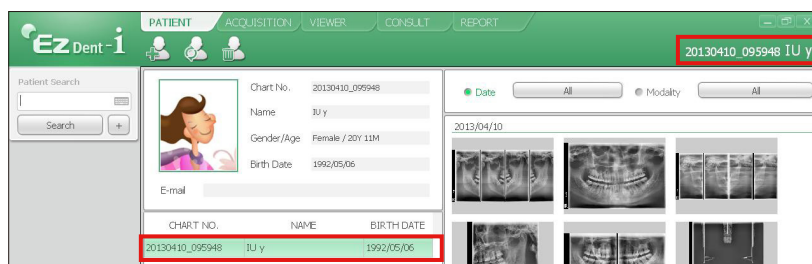 Ez Dent-i
PATIENT ACQUISITION VIEWER CONSULT REPORT
20130410_095948 IU y
Patient Search
Search +
Chart No. 20130410_095948
Name IU y
Gender/Age Female / 20Y 11M
Birth Date 1992/05/06
E-mail
CHART NO. NAME BIRTH DATE
20130410_095948 IU y 1992/05/06
Date All Modality All
2013/04/10